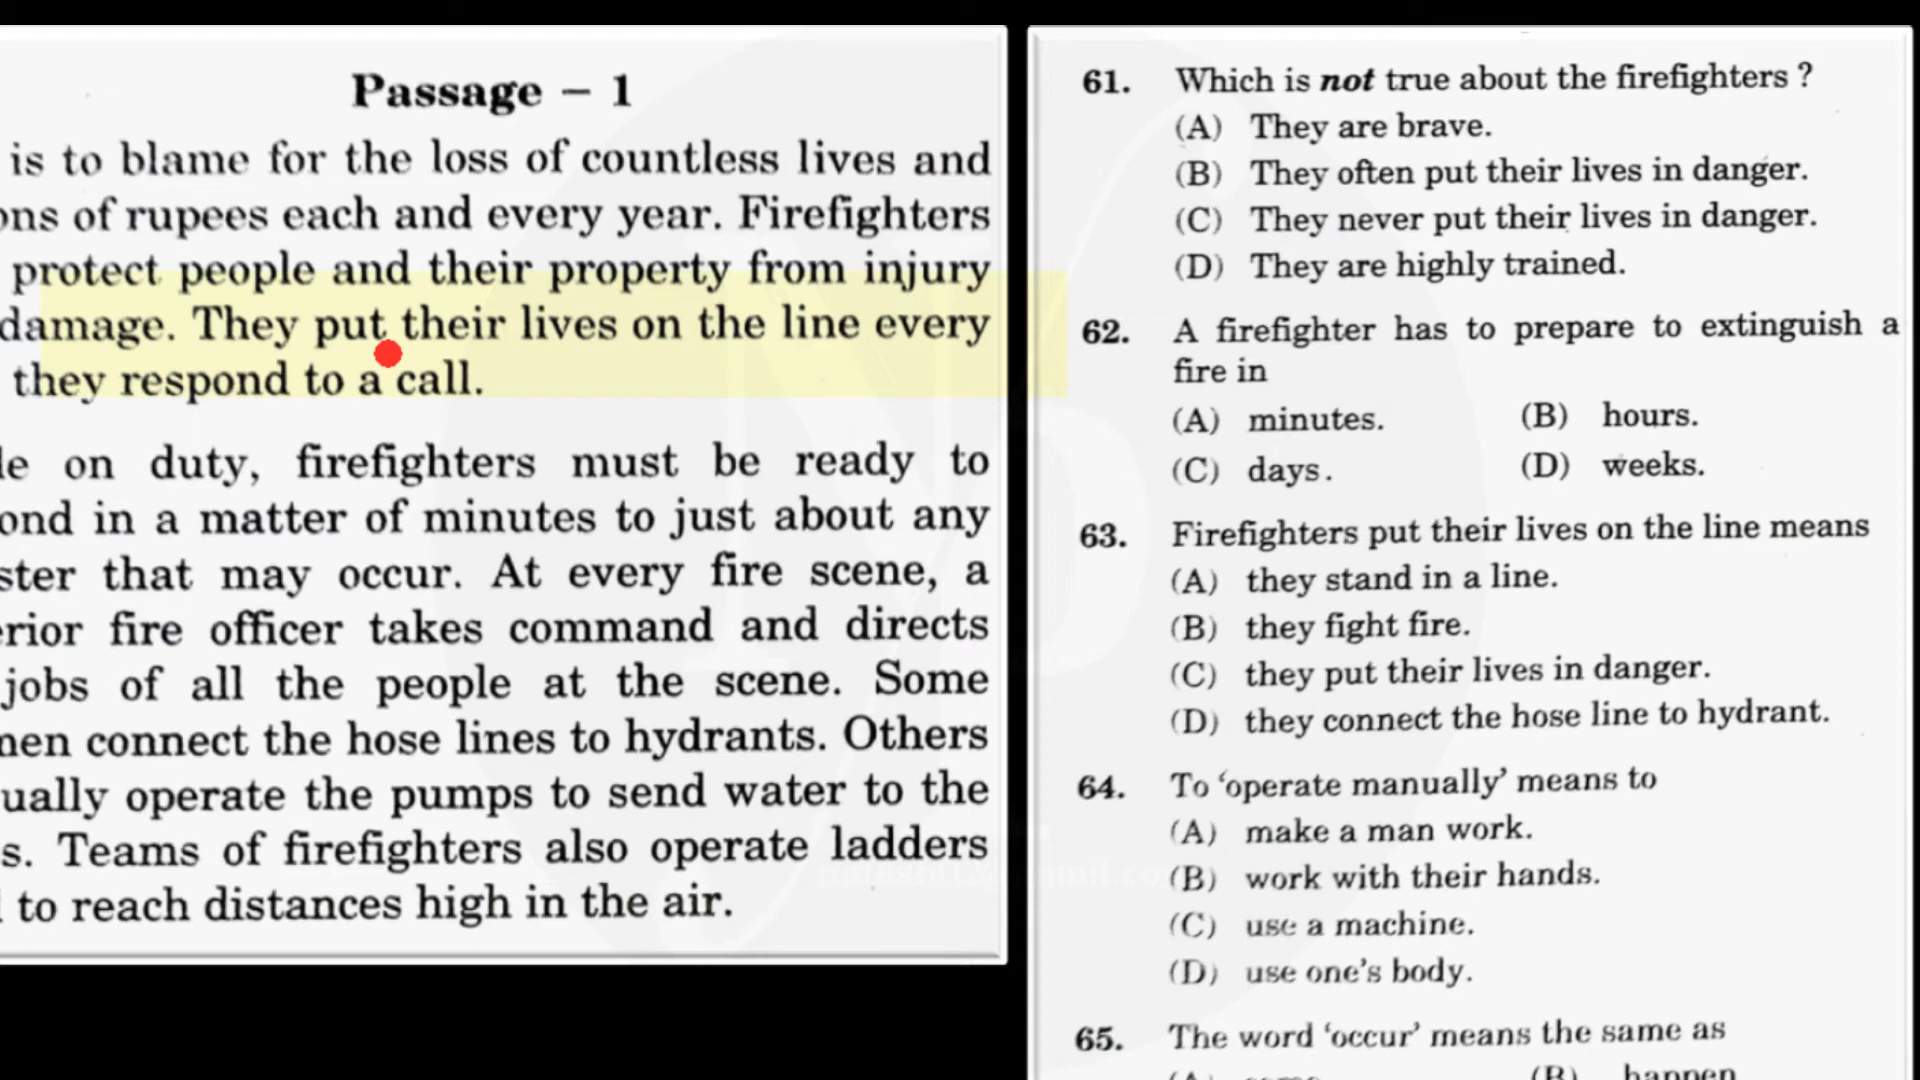 Passage – 1
is to blame for the loss of countless lives and
ons of rupees each and every year. Firefighters
protect people and their property from injury
damage. They put their lives on the line every
they respond to a call.
le on duty, firefighters must be ready to
ond in a matter of minutes to just about any
ster that may occur. At every fire scene, a
erior fire officer takes command and directs
jobs of all the people at the scene. Some
men connect the hose lines to hydrants. Others
ually operate the pumps to send water to the
s. Teams of firefighters also operate ladders
to reach distances high in the air.
61. Which is not true about the firefighters ?
(A) They are brave.
(B) They often put their lives in danger.
(C) They never put their lives in danger.
(D) They are highly trained.
62. A firefighter has to prepare to extinguish a
fire in
(A) minutes. (B) hours.
(C) days. (D) weeks.
63. Firefighters put their lives on the line means
(A) they stand in a line.
(B) they fight fire.
(C) they put their lives in danger.
(D) they connect the hose line to hydrant.
64. To ‘operate manually’ means to
(A) make a man work.
(B) work with their hands.
(C) use a machine.
(D) use one’s body.
65. The word ‘occur’ means the same as
(B) happen